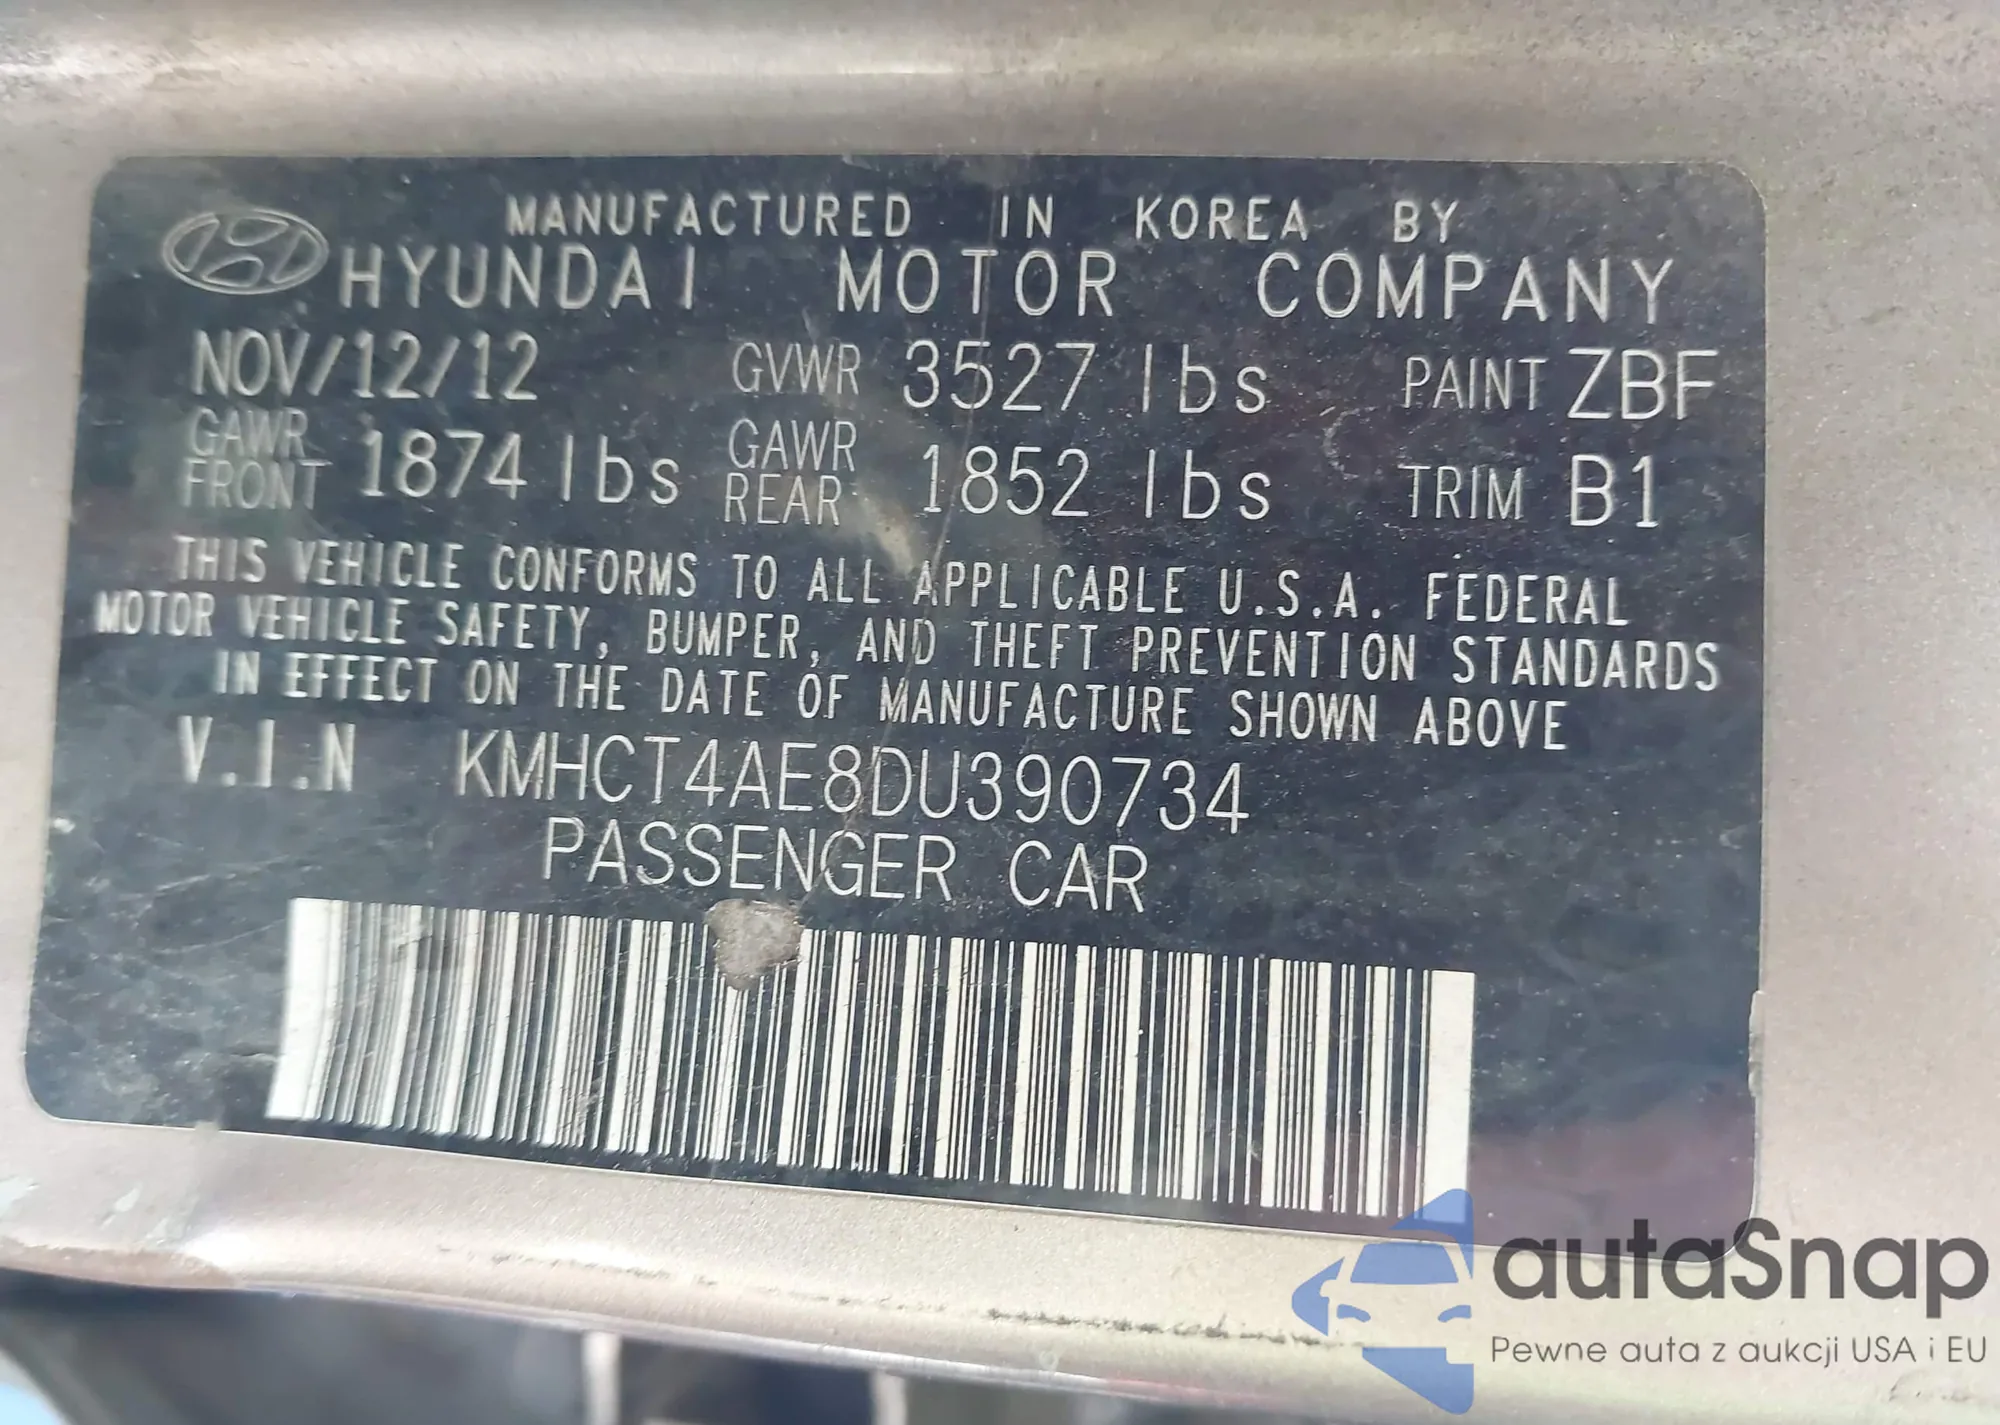 MANUFACTURED IN KOREA BY
HYUNDAI MOTOR COMPANY
NOV/12/12 GVWR 3527 lbs PAINT ZBF
GAWR FRONT 1874 lbs GAWR REAR 1852 lbs TRIM B1
THIS VEHICLE CONFORMS TO ALL APPLICABLE U.S.A. FEDERAL
MOTOR VEHICLE SAFETY, BUMPER, AND THEFT PREVENTION STANDARDS
IN EFFECT ON THE DATE OF MANUFACTURE SHOWN ABOVE
V.I.N KMHCT4AE8DU390734
PASSENGER CAR
autaSnap
Pewne auta z aukcji USA i EU